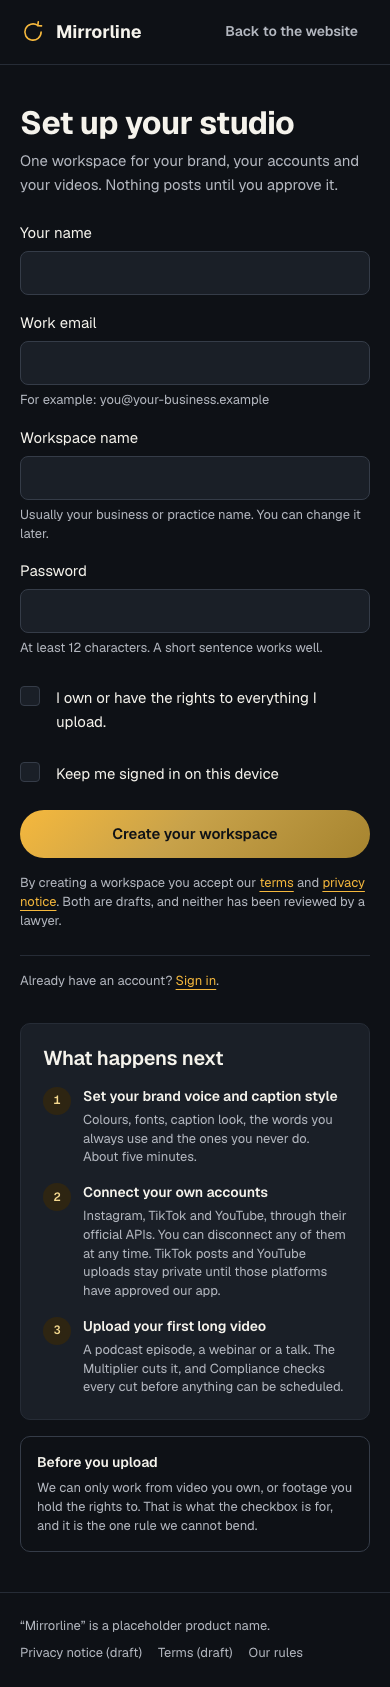 Mirrorline
Back to the website
Set up your studio
One workspace for your brand, your accounts and
your videos. Nothing posts until you approve it.
Your name
Work email
For example: you@your-business.example
Workspace name
Usually your business or practice name. You can change it
later.
Password
At least 12 characters. A short sentence works well.
I own or have the rights to everything I
upload.
Keep me signed in on this device
Create your workspace
By creating a workspace you accept our terms and privacy
notice. Both are drafts, and neither has been reviewed by a
lawyer.
Already have an account? Sign in.
What happens next
1
Set your brand voice and caption style
Colours, fonts, caption look, the words you
always use and the ones you never do.
About five minutes.
2
Connect your own accounts
Instagram, TikTok and YouTube, through their
official APIs. You can disconnect any of them
at any time. TikTok posts and YouTube
uploads stay private until those platforms
have approved our app.
3
Upload your first long video
A podcast episode, a webinar or a talk. The
Multiplier cuts it, and Compliance checks
every cut before anything can be scheduled.
Before you upload
We can only work from video you own, or footage you
hold the rights to. That is what the checkbox is for,
and it is the one rule we cannot bend.
“Mirrorline” is a placeholder product name.
Privacy notice (draft)
Terms (draft)
Our rules